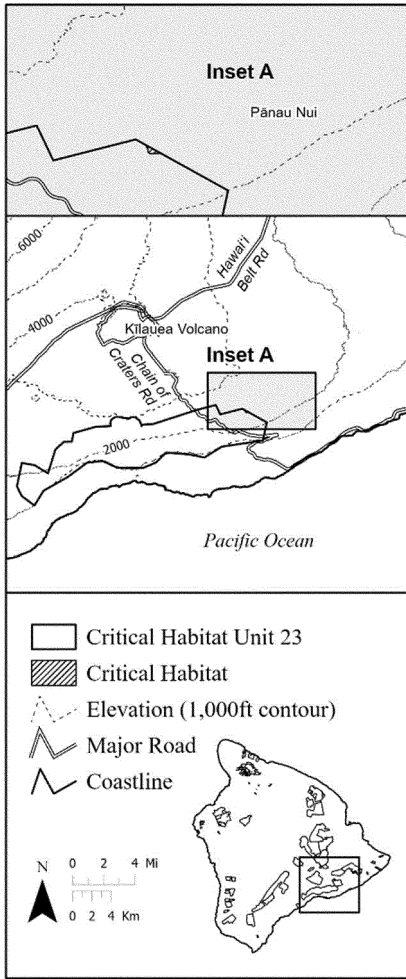 Inset A
Pānau Nui
6000
Hawai'i
Belt Rd
4000
Kīlauea Volcano
Inset A
Chain of
Craters Rd
2000
Pacific Ocean
Critical Habitat Unit 23
Critical Habitat
Elevation (1,000ft contour)
Major Road
Coastline
N
0 2 4 Mi
0 2 4 Km